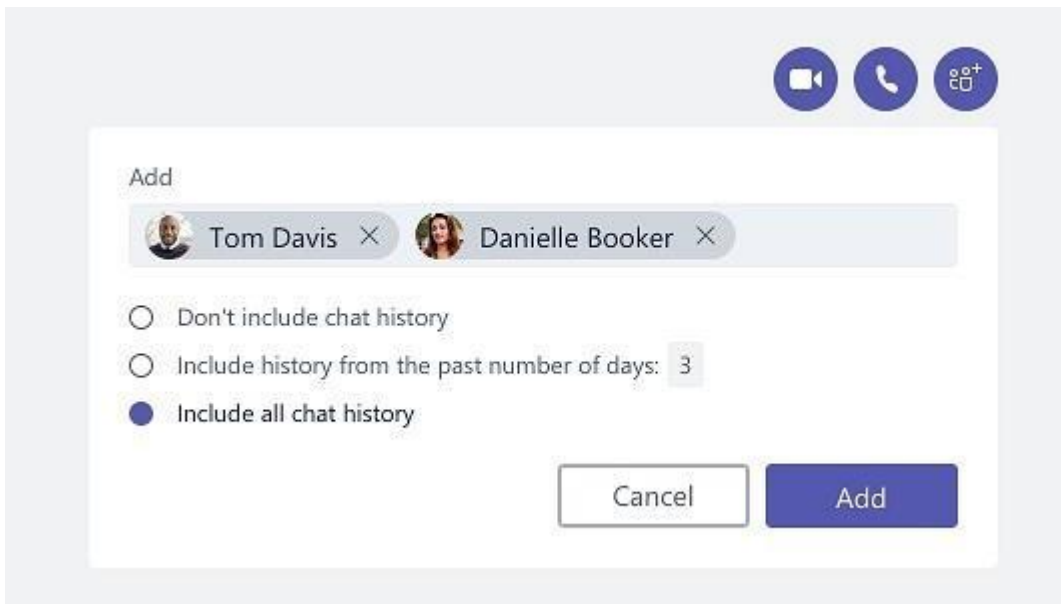 Add
Tom Davis Danielle Booker
Don't include chat history
Include history from the past number of days: 3
Include all chat history
Cancel Add